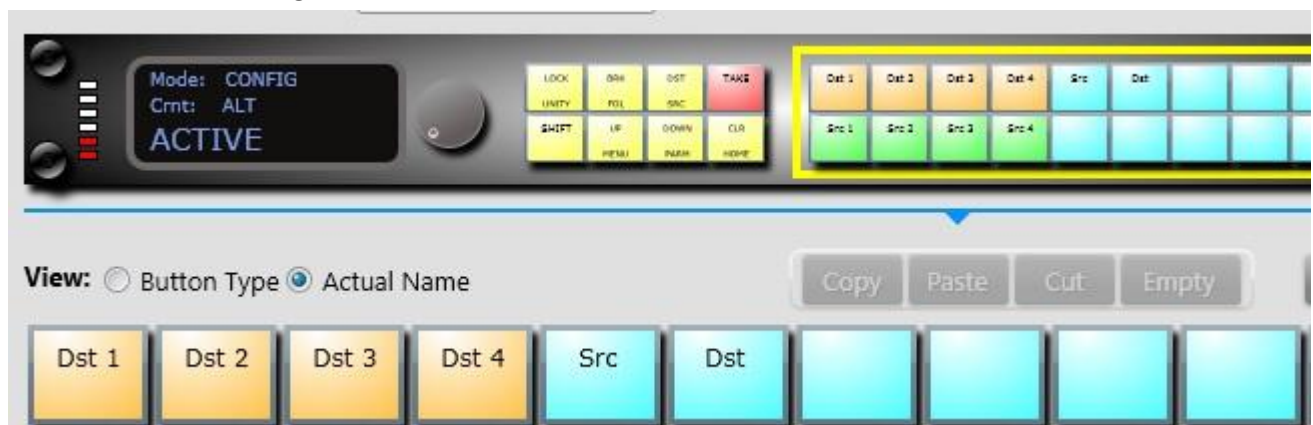 Mode: CONFIG
Crnt: ALT
ACTIVE
LOCK BRK DST TAKE
UNITY FOL SRC
SHIFT UP DOWN CLR
MENU PARM HOME
Dst 1 Dst 2 Dst 3 Dst 4 Src Dst
Src 1 Src 2 Src 3 Src 4
View: Button Type Actual Name
Copy Paste Cut Empty
Dst 1 Dst 2 Dst 3 Dst 4 Src Dst